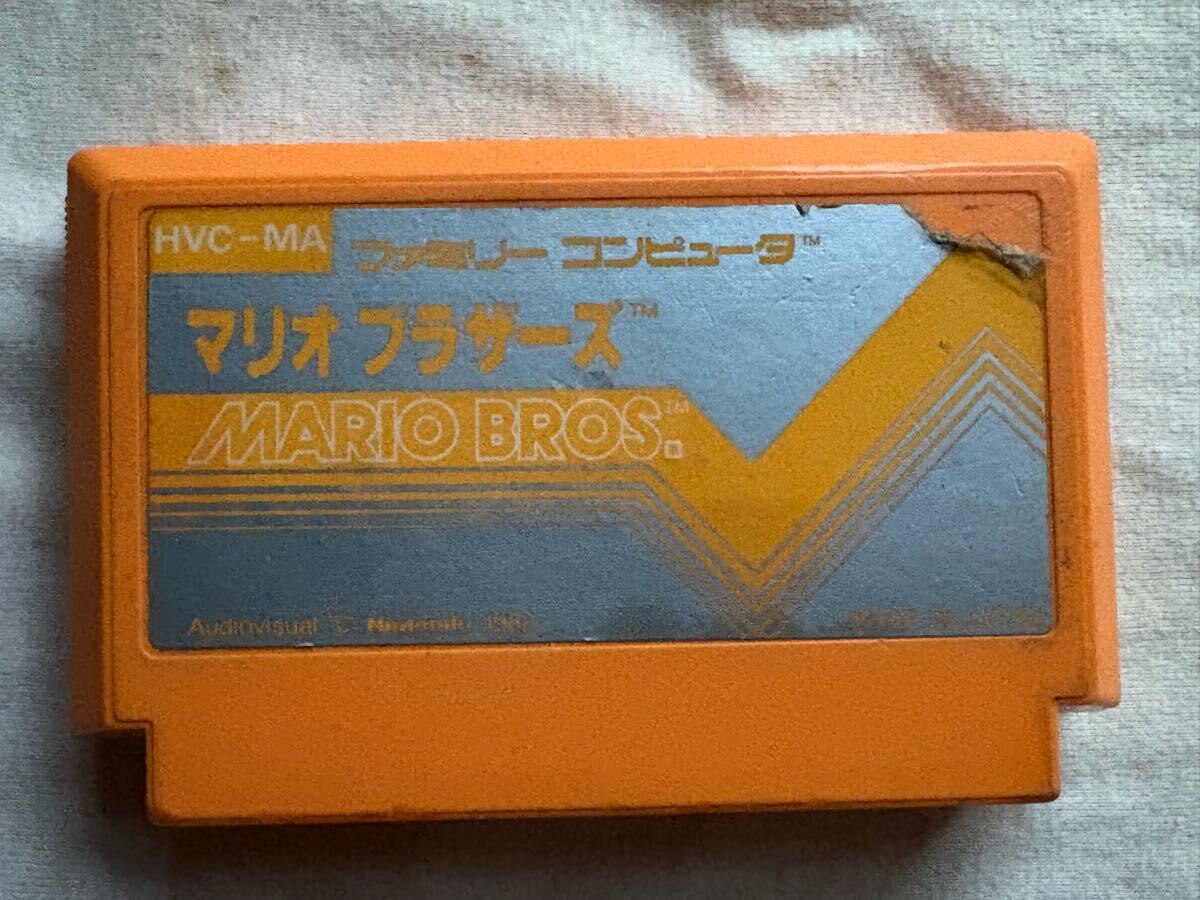 HVC-MA
ファミリー コンピュータ™
マリオブラザーズ™
MARIO BROS.™
Audiovisual © Nintendo